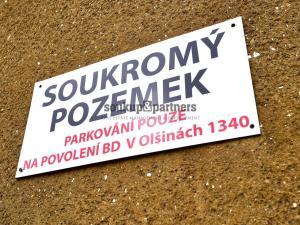 SOUKROMÝ
POZEMEK
soukup&partners
PARKOVÁNÍ POUZE
NA POVOLENÍ BD V Olšinách 1340